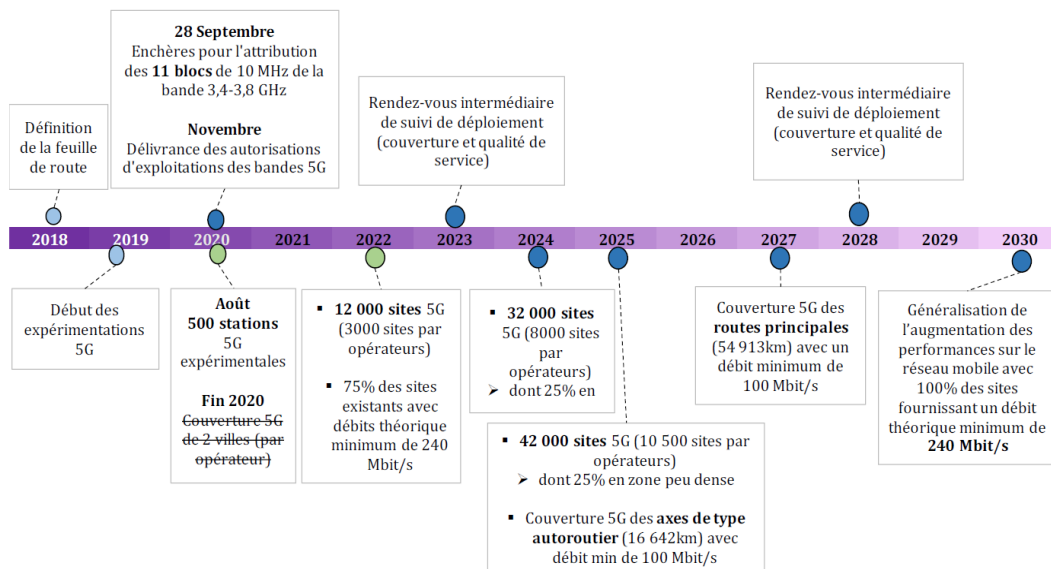 28 Septembre
Enchères pour l'attribution
des 11 blocs de 10 MHz de la
bande 3,4-3,8 GHz
Novembre
Délivrance des autorisations
d'exploitations des bandes 5G
Définition
de la feuille
de route
Rendez-vous intermédiaire
de suivi de déploiement
(couverture et qualité de
service)
Rendez-vous intermédiaire
de suivi de déploiement
(couverture et qualité de
service)
2018 2019 2020 2021 2022 2023 2024 2025 2026 2027 2028 2029 2030
Début des
expérimentations
5G
Août
500 stations
5G
expérimentales
Fin 2020
Couverture 5G
de 2 villes (par
opérateur)
▪ 12 000 sites 5G
(3000 sites par
opérateurs)
▪ 75% des sites
existants avec
débits théorique
minimum de 240
Mbit/s
▪ 32 000 sites
5G (8000 sites
par
opérateurs)
➢ dont 25% en
▪ 42 000 sites 5G (10 500 sites par
opérateurs)
➢ dont 25% en zone peu dense
▪ Couverture 5G des axes de type
autoroutier (16 642km) avec
débit min de 100 Mbit/s
Couverture 5G des
routes principales
(54 913km) avec un
débit minimum de
100 Mbit/s
Généralisation de
l'augmentation des
performances sur le
réseau mobile avec
100% des sites
fournissant un débit
théorique minimum de
240 Mbit/s